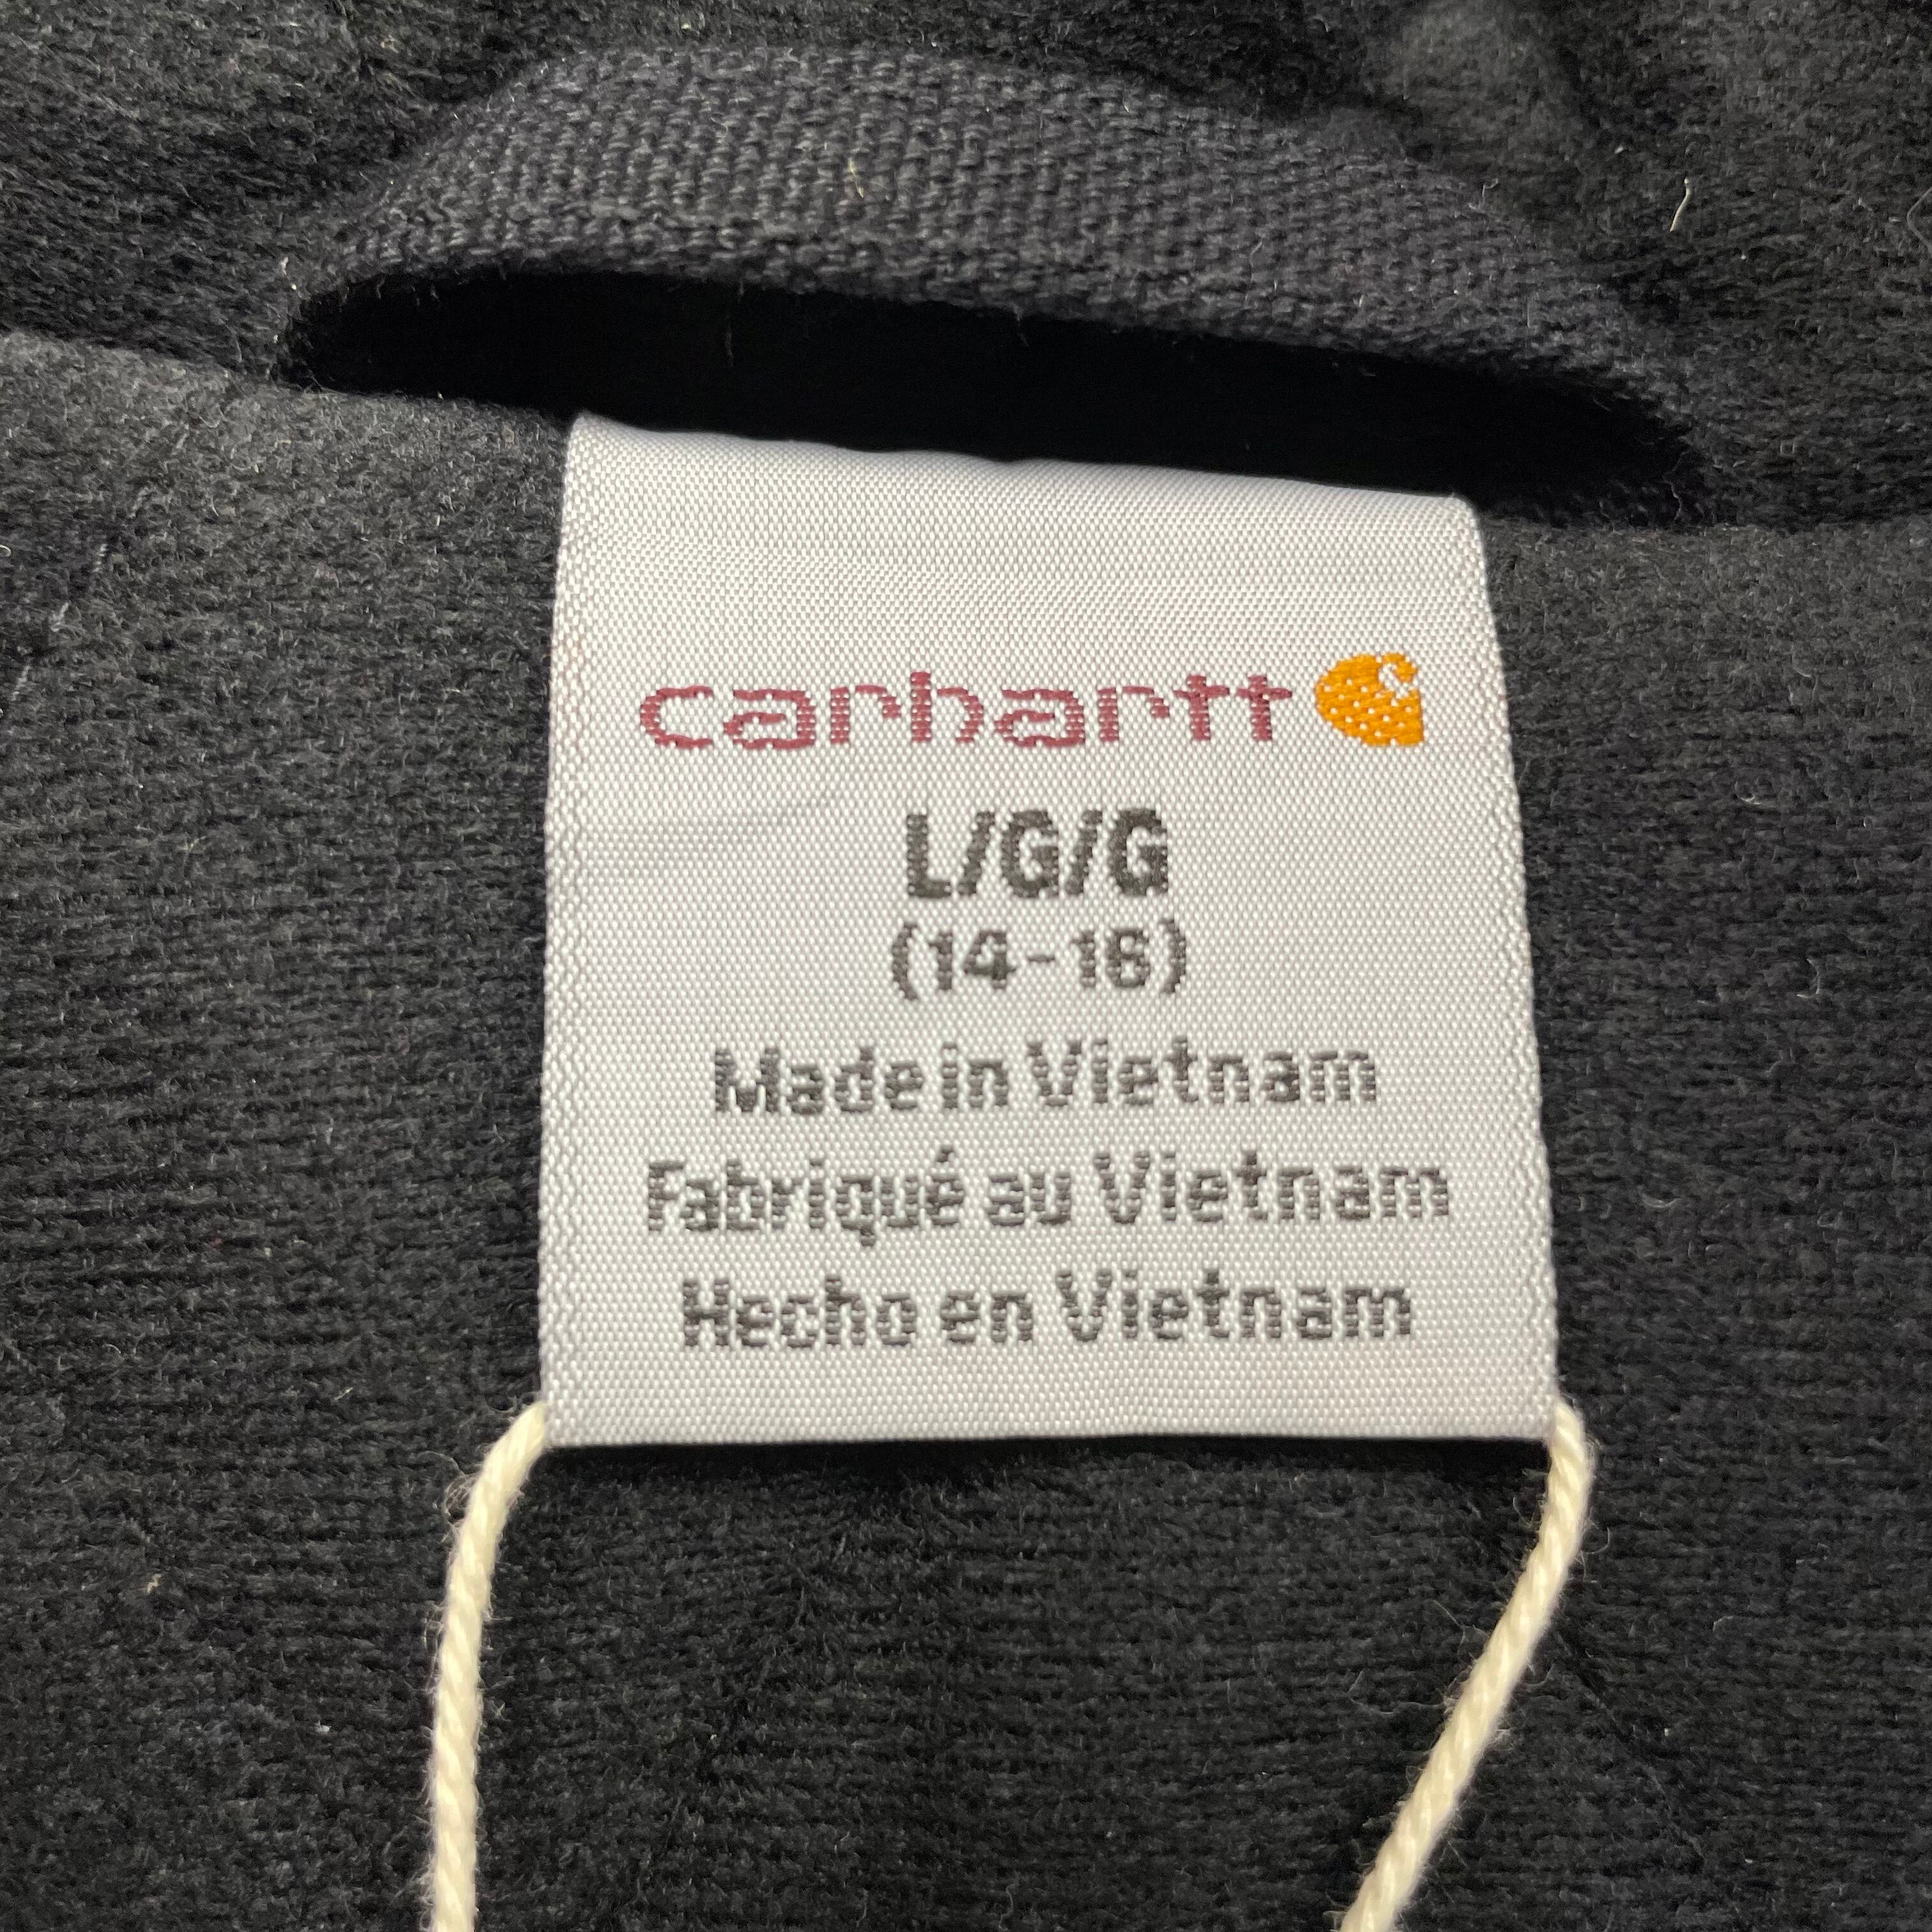 carhartt
L/G/G
(14-16)
Made in Vietnam
Fabriqué au Vietnam
Hecho en Vietnam